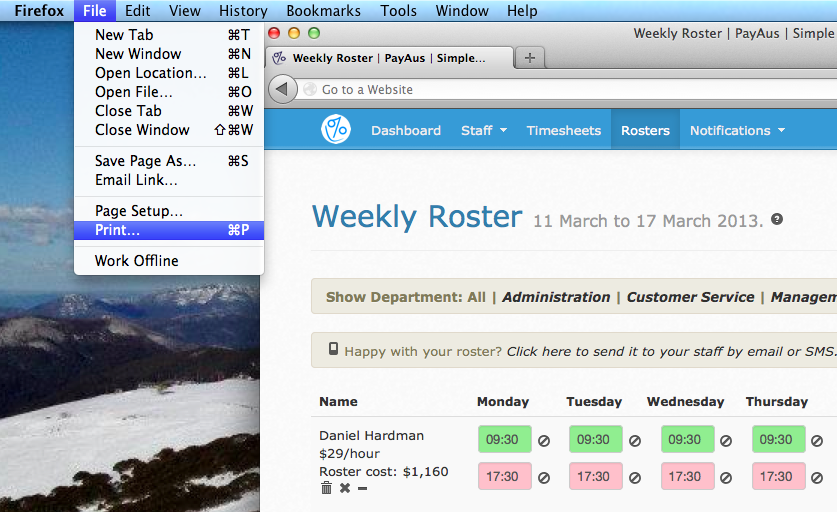 Firefox File Edit View History Bookmarks Tools Window Help
New Tab ⌘T
New Window ⌘N
Open Location... ⌘L
Open File... ⌘O
Close Tab ⌘W
Close Window ⇧⌘W
Save Page As... ⌘S
Email Link...
Page Setup...
Print... ⌘P
Work Offline
Weekly Roster | PayAus | Simple
Weekly Roster | PayAus | Simple...
Go to a Website
Dashboard Staff Timesheets Rosters Notifications
Weekly Roster 11 March to 17 March 2013. ?
Show Department: All | Administration | Customer Service | Managem
Happy with your roster? Click here to send it to your staff by email or SMS.
Name Monday Tuesday Wednesday Thursday
Daniel Hardman 09:30 09:30 09:30 09:30
$29/hour
Roster cost: $1,160 17:30 17:30 17:30 17:30